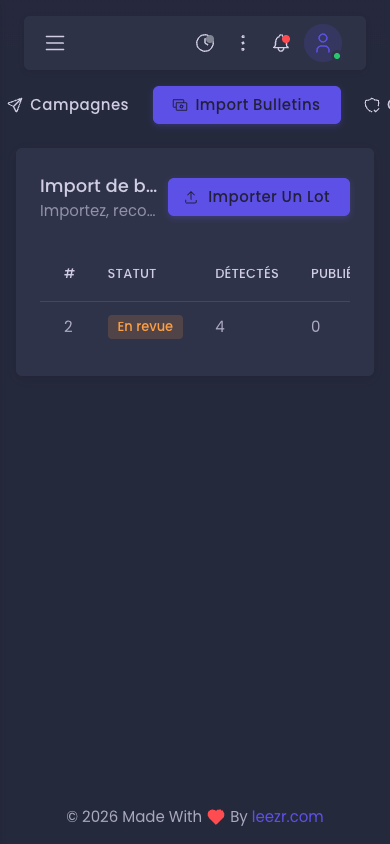 Campagnes
Import Bulletins
Import de b...
Importez, reco...
Importer Un Lot
# STATUT DÉTECTÉS PUBLIÉ
2 En revue 4 0
© 2026 Made With By leezr.com